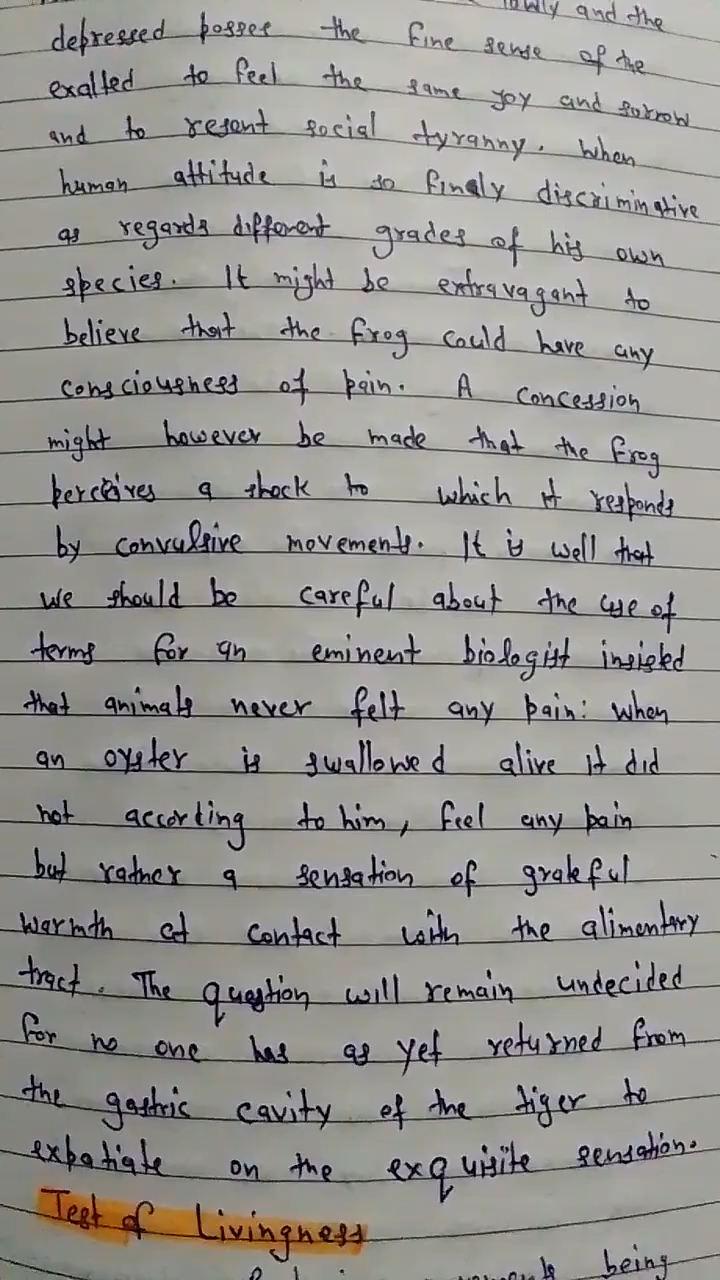 lowly and the
depressed posses the fine sense of the
exalted to feel the same joy and sorrow
and to resent social tyranny. When
human attitude is so finely discriminative
as regards different grades of his own
species. It might be extravagant to
believe that the frog could have any
consciousness of pain. A concession
might however be made that the frog
perceives a shock to which it responds
by convulsive movements. It is well that
we should be careful about the use of
terms for an eminent biologist insisted
that animals never felt any pain: when
an oyster is swallowed alive it did
not according to him, feel any pain
but rather a sensation of grateful
warmth at contact with the alimentary
tract. The question will remain undecided
for no one has as yet returned from
the gastric cavity of the tiger to
expatiate on the exquisite sensation.
Test of Livingness
being